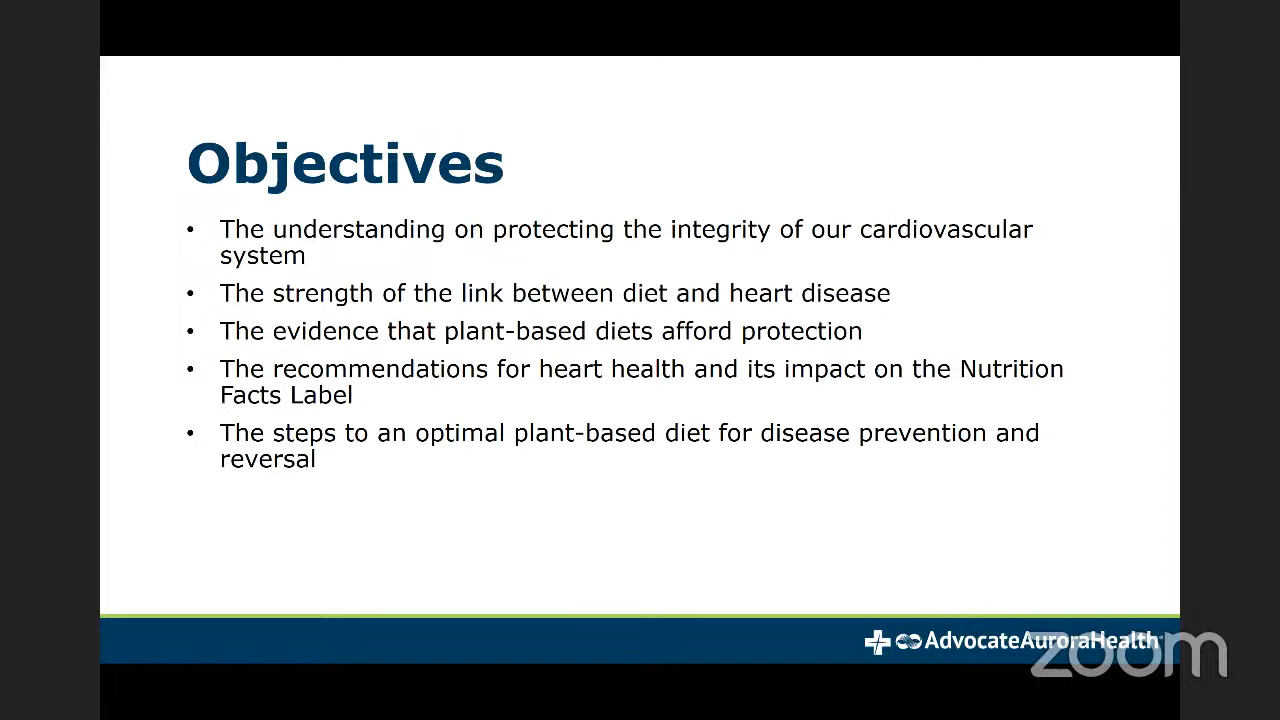 Objectives
• The understanding on protecting the integrity of our cardiovascular
system
• The strength of the link between diet and heart disease
• The evidence that plant-based diets afford protection
• The recommendations for heart health and its impact on the Nutrition
Facts Label
• The steps to an optimal plant-based diet for disease prevention and
reversal
AdvocateAuroraHealth
zoom